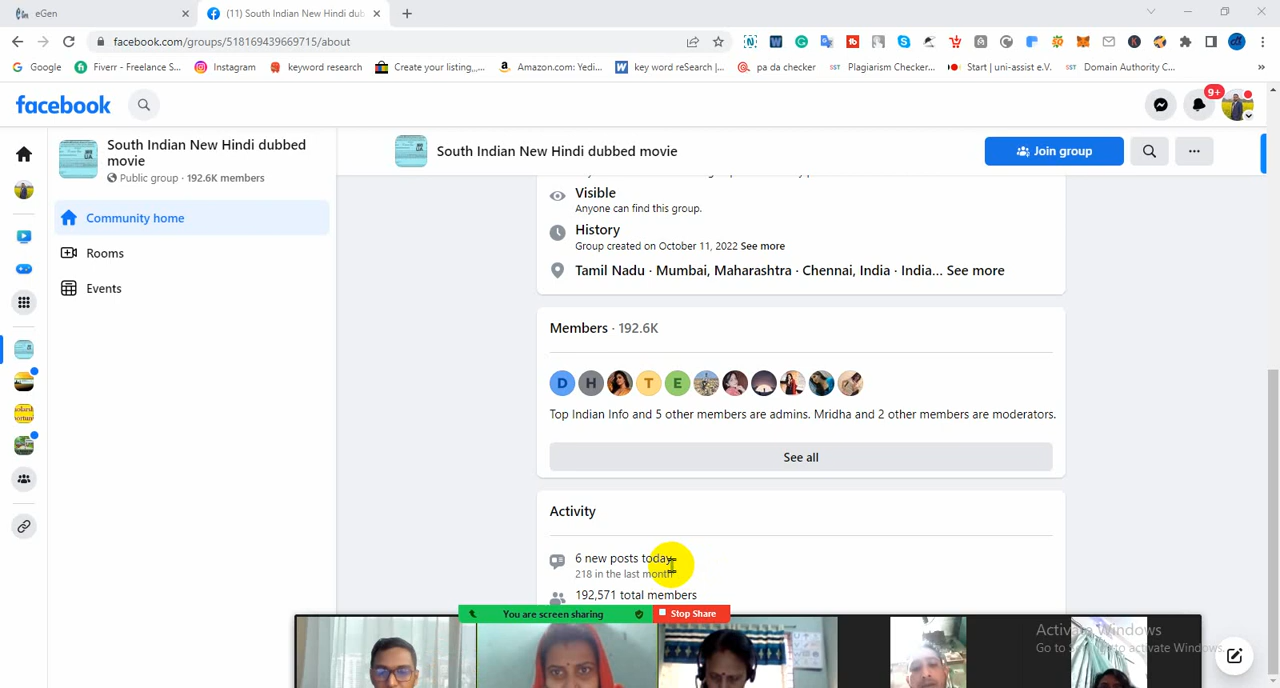 eGen
(11) South Indian New Hindi dub
facebook.com/groups/518169439669715/about
Google
Fiverr - Freelance S...
Instagram
keyword research
Create your listing,...
Amazon.com: Yedi...
key word reSearch |...
pa da checker
Plagiarism Checker...
Start | uni-assist e.V.
Domain Authority C...
facebook
9+
South Indian New Hindi dubbed
movie
Public group · 192.6K members
Community home
Rooms
Events
South Indian New Hindi dubbed movie
Join group
Visible
Anyone can find this group.
History
Group created on October 11, 2022 See more
Tamil Nadu · Mumbai, Maharashtra · Chennai, India · India... See more
Members · 192.6K
D H T E
Top Indian Info and 5 other members are admins. Mridha and 2 other members are moderators.
See all
Activity
6 new posts today
218 in the last month
192,571 total members
You are screen sharing
Stop Share
Activate Windows
Go to Settings to activate Windows.